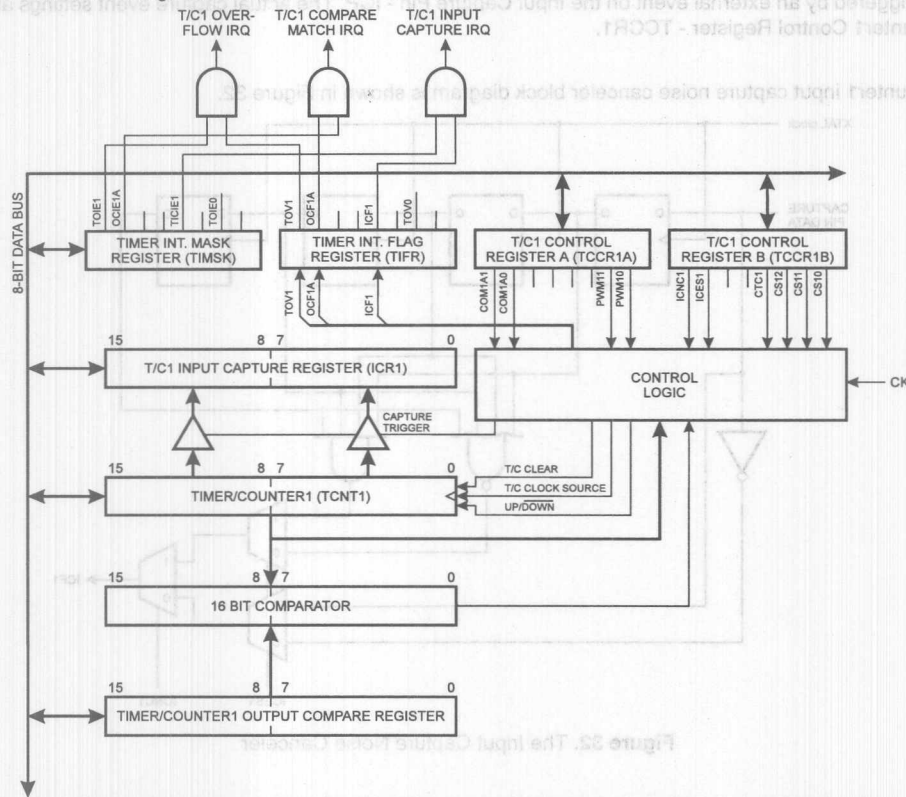 T/C1 OVER-
FLOW IRQ
T/C1 COMPARE
MATCH IRQ
T/C1 INPUT
CAPTURE IRQ
8-BIT DATA BUS
TOIE1
OCIE1A
TICIE1
TOIE0
TOV1
OCF1A
ICF1
TOV0
TIMER INT. MASK
REGISTER (TIMSK)
TIMER INT. FLAG
REGISTER (TIFR)
T/C1 CONTROL
REGISTER A (TCCR1A)
T/C1 CONTROL
REGISTER B (TCCR1B)
TOV1
OCF1A
ICF1
COM1A1
COM1A0
PWM11
PWM10
ICNC1
ICES1
CTC1
CS12
CS11
CS10
15 8 7 0
T/C1 INPUT CAPTURE REGISTER (ICR1)
CONTROL
LOGIC
CK
CAPTURE
TRIGGER
15 8 7 0
TIMER/COUNTER1 (TCNT1)
T/C CLEAR
T/C CLOCK SOURCE
UP/DOWN
15 8 7 0
16 BIT COMPARATOR
15 8 7 0
TIMER/COUNTER1 OUTPUT COMPARE REGISTER
Figure 32. The Input Capture Noise Canceler